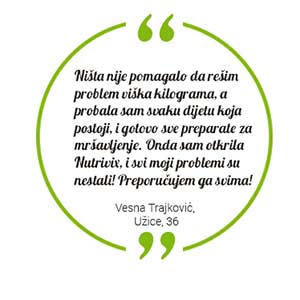 Ništa nije pomagalo da rešim
problem viška kilograma, a
probala sam svaku dijetu koja
postoji, i gotovo sve preparate za
mršavljenje. Onda sam otkrila
Nutrivix, i svi moji problemi su
nestali! Preporučujem ga svima!
Vesna Trajković,
Užice, 36